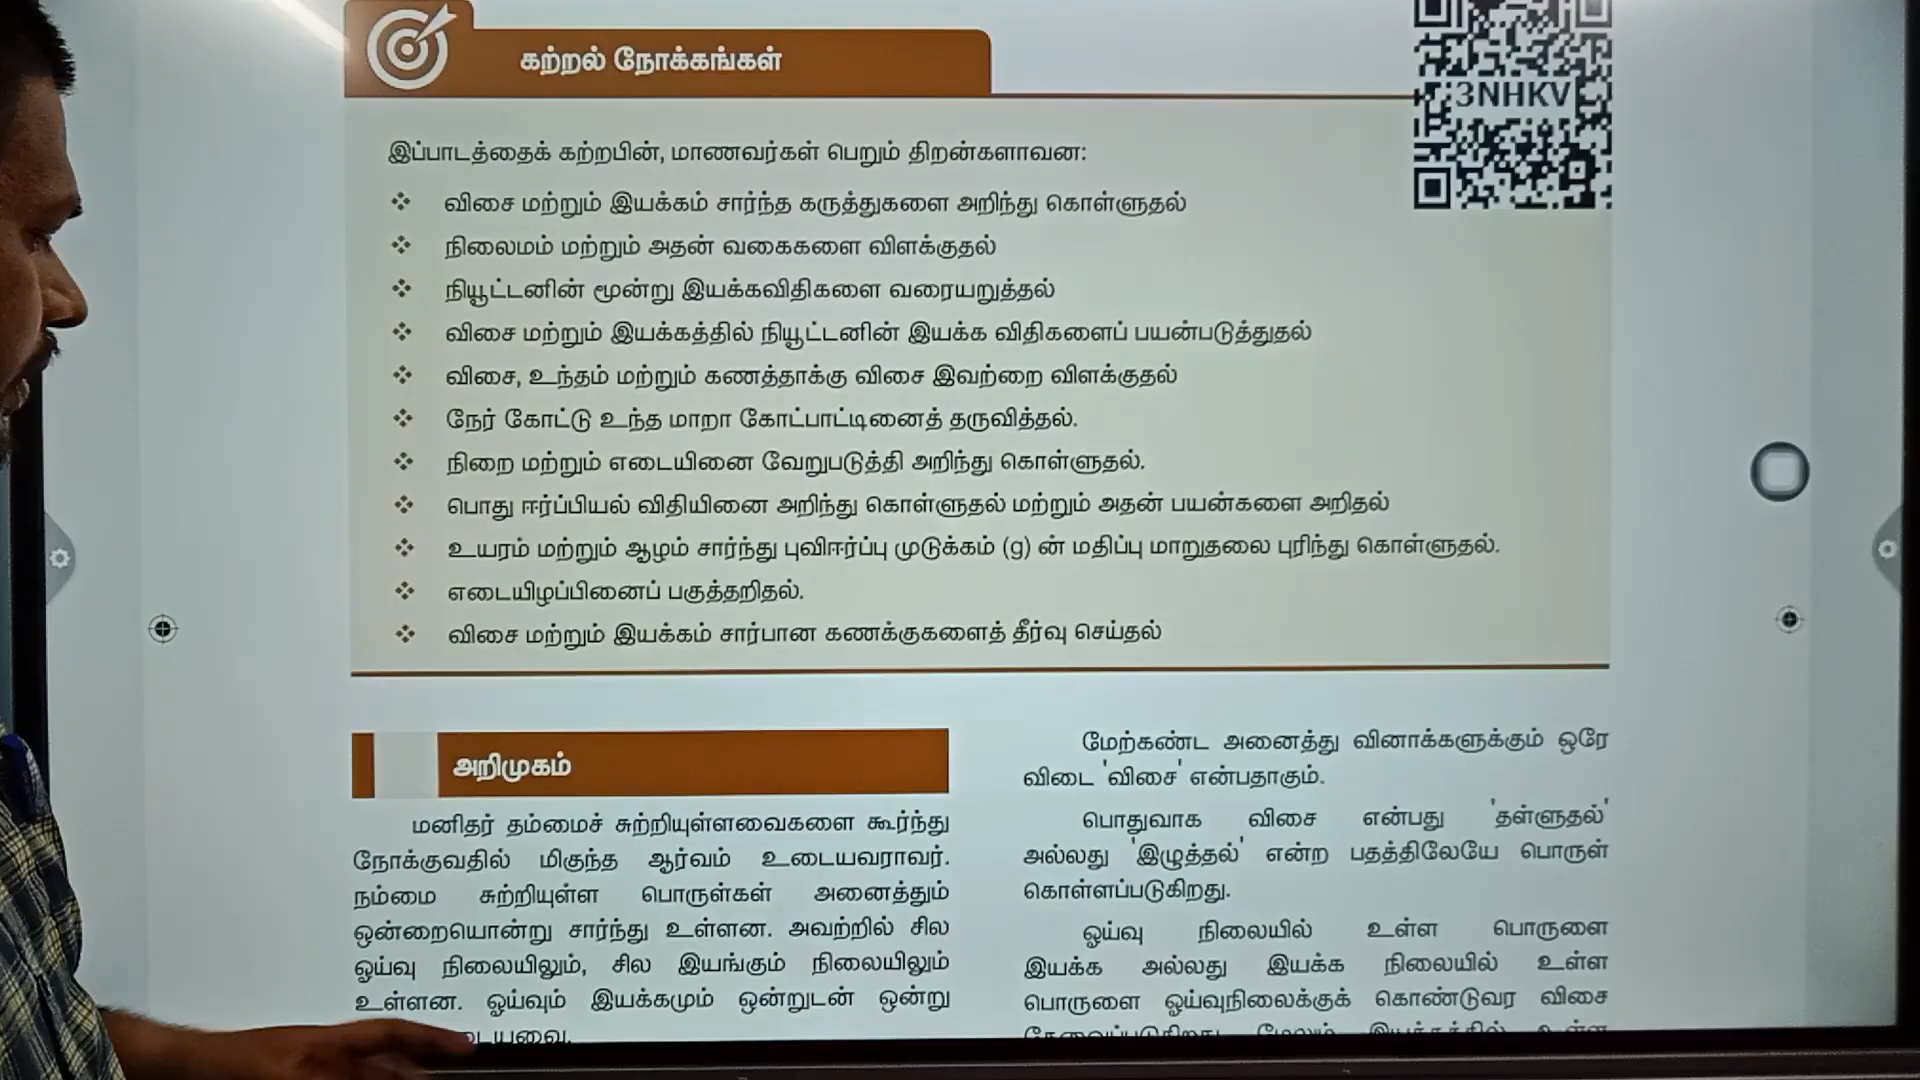 கற்றல் நோக்கங்கள்
3NHKV
இப்பாடத்தைக் கற்றபின், மாணவர்கள் பெறும் திறன்களாவன:
விசை மற்றும் இயக்கம் சார்ந்த கருத்துகளை அறிந்து கொள்ளுதல்
நிலைமம் மற்றும் அதன் வகைகளை விளக்குதல்
நியூட்டனின் மூன்று இயக்கவிதிகளை வரையறுத்தல்
விசை மற்றும் இயக்கத்தில் நியூட்டனின் இயக்க விதிகளைப் பயன்படுத்துதல்
விசை, உந்தம் மற்றும் கணத்தாக்கு விசை இவற்றை விளக்குதல்
நேர் கோட்டு உந்த மாறா கோட்பாட்டினைத் தருவித்தல்.
நிறை மற்றும் எடையினை வேறுபடுத்தி அறிந்து கொள்ளுதல்.
பொது ஈர்ப்பியல் விதியினை அறிந்து கொள்ளுதல் மற்றும் அதன் பயன்களை அறிதல்
உயரம் மற்றும் ஆழம் சார்ந்து புவிஈர்ப்பு முடுக்கம் (g) ன் மதிப்பு மாறுதலை புரிந்து கொள்ளுதல்.
எடையிழப்பினைப் பகுத்தறிதல்.
விசை மற்றும் இயக்கம் சார்பான கணக்குகளைத் தீர்வு செய்தல்
அறிமுகம்
மனிதர் தம்மைச் சுற்றியுள்ளவைகளை கூர்ந்து
நோக்குவதில் மிகுந்த ஆர்வம் உடையவராவர்.
நம்மை சுற்றியுள்ள பொருள்கள் அனைத்தும்
ஒன்றையொன்று சார்ந்து உள்ளன. அவற்றில் சில
ஓய்வு நிலையிலும், சில இயங்கும் நிலையிலும்
உள்ளன. ஓய்வும் இயக்கமும் ஒன்றுடன் ஒன்று
மேற்கண்ட அனைத்து வினாக்களுக்கும் ஒரே
விடை 'விசை' என்பதாகும்.
பொதுவாக விசை என்பது 'தள்ளுதல்'
அல்லது 'இழுத்தல்' என்ற பதத்திலேயே பொருள்
கொள்ளப்படுகிறது.
ஓய்வு நிலையில் உள்ள பொருளை
இயக்க அல்லது இயக்க நிலையில் உள்ள
பொருளை ஓய்வுநிலைக்குக் கொண்டுவர விசை